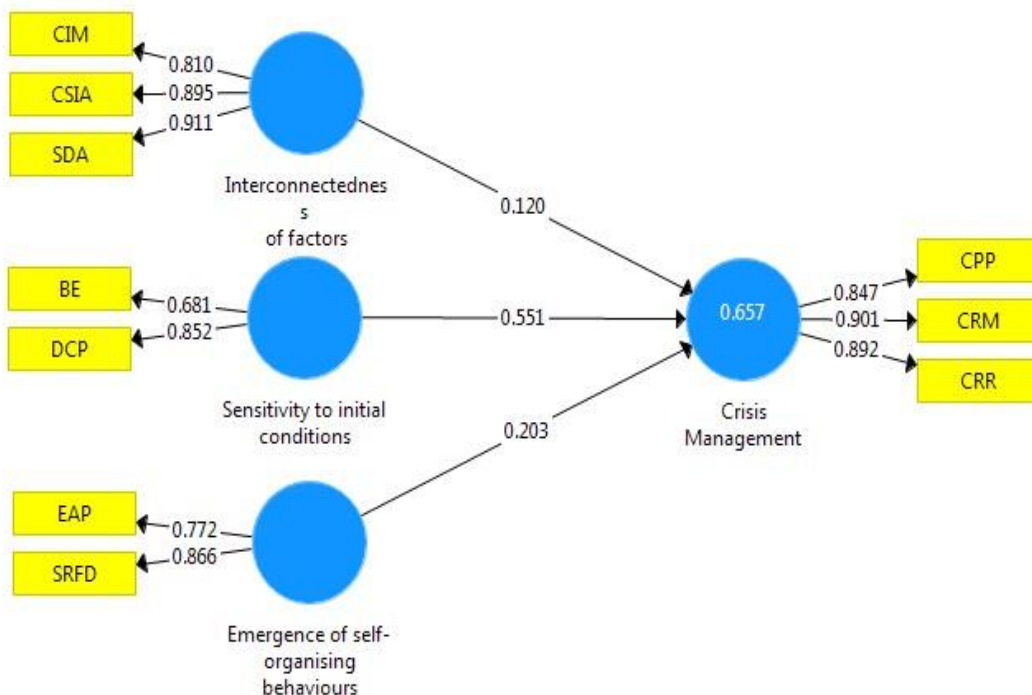 CIM
0.810
CSIA
0.895
SDA
0.911
Interconnectednes
s
of factors
0.120
BE
0.681
DCP
0.852
Sensitivity to initial
conditions
0.551
EAP
0.772
SRFD
0.866
Emergence of self-
organising
behaviours
0.203
0.657
Crisis
Management
0.847
CPP
0.901
CRM
0.892
CRR